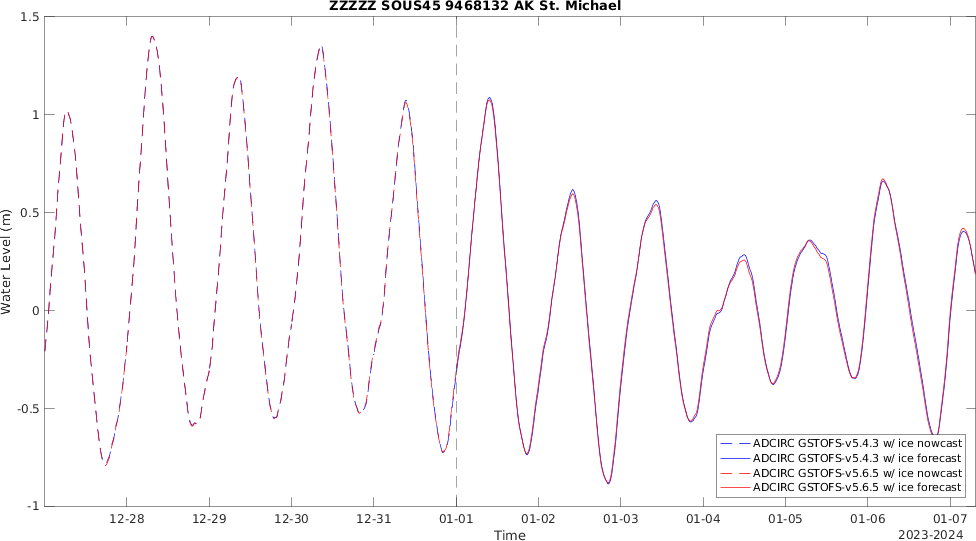 ZZZZZ SOUS45 9468132 AK St. Michael
1.5
1
0.5
0
-0.5
-1
Water Level (m)
12-28 12-29 12-30 12-31 01-01 01-02 01-03 01-04 01-05 01-06 01-07
Time
2023-2024
ADCIRC GSTOFS-v5.4.3 w/ ice nowcast
ADCIRC GSTOFS-v5.4.3 w/ ice forecast
ADCIRC GSTOFS-v5.6.5 w/ ice nowcast
ADCIRC GSTOFS-v5.6.5 w/ ice forecast